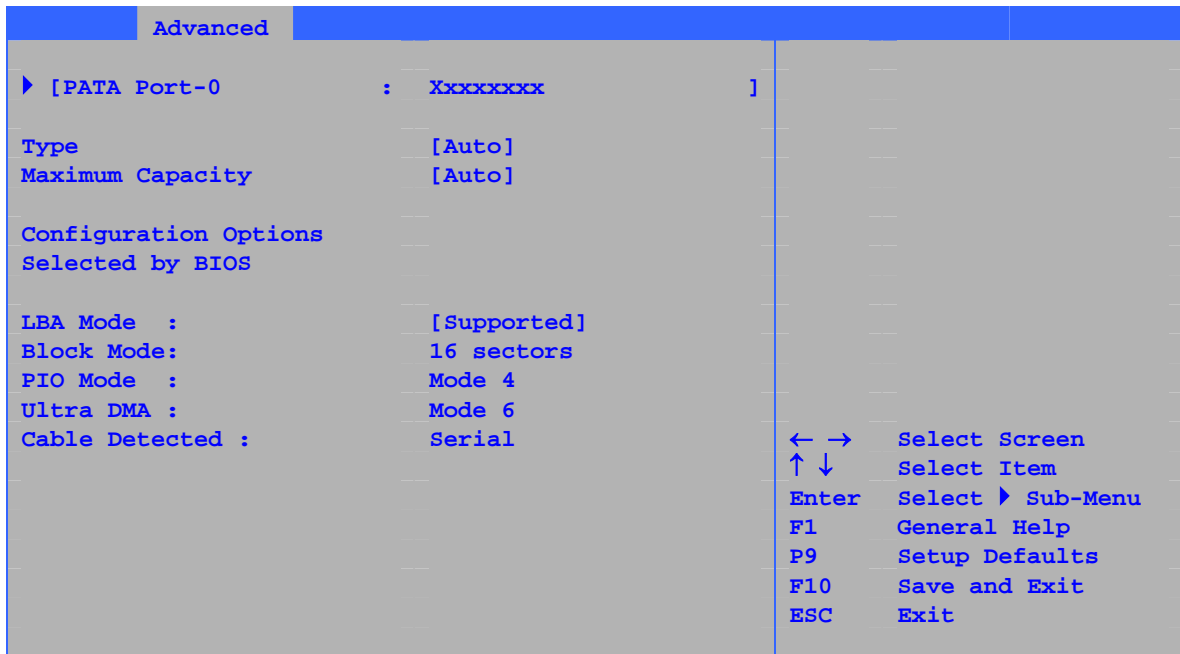 Advanced
[PATA Port-0 : Xxxxxxxx ]
Type [Auto]
Maximum Capacity [Auto]
Configuration Options
Selected by BIOS
LBA Mode : [Supported]
Block Mode: 16 sectors
PIO Mode : Mode 4
Ultra DMA : Mode 6
Cable Detected : Serial
← → Select Screen
↑ ↓ Select Item
Enter Select ▶ Sub-Menu
F1 General Help
P9 Setup Defaults
F10 Save and Exit
ESC Exit